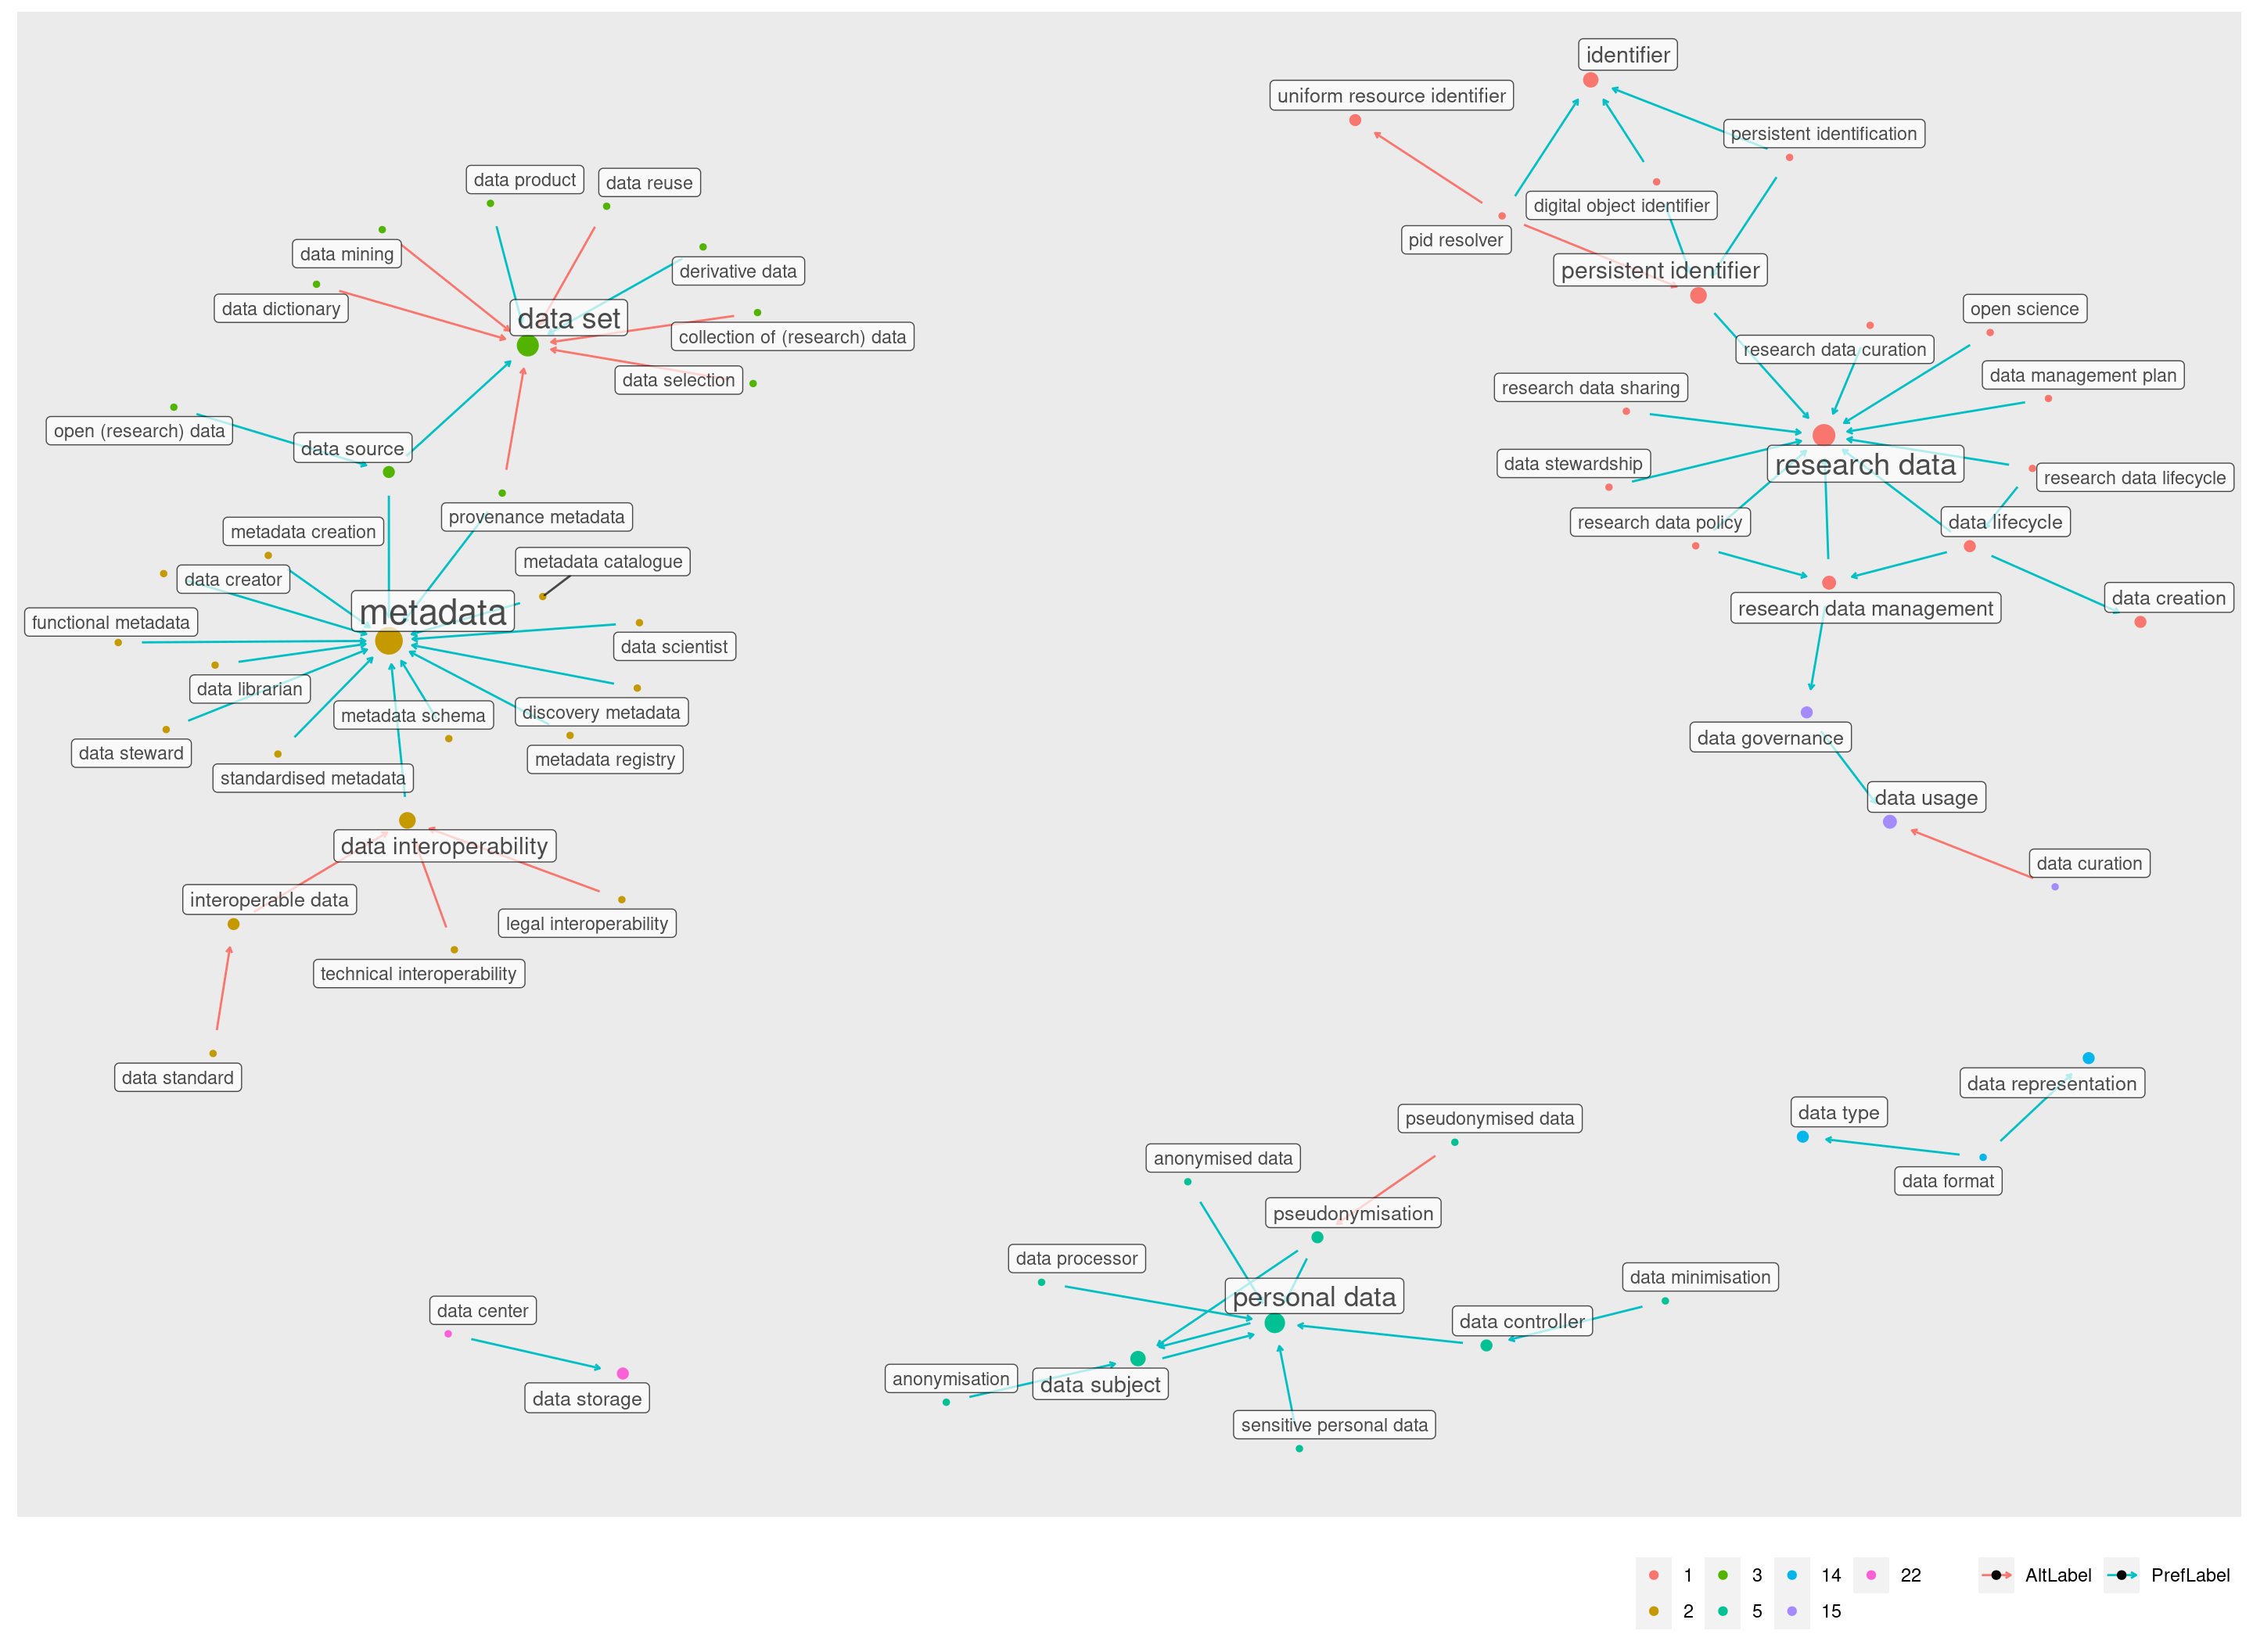 identifier
uniform resource identifier
persistent identification
data product
data reuse
digital object identifier
pid resolver
data mining
derivative data
persistent identifier
data dictionary
data set
open science
collection of (research) data
research data curation
data selection
data management plan
research data sharing
open (research) data
data source
data stewardship
research data
research data lifecycle
provenance metadata
research data policy
data lifecycle
metadata creation
metadata catalogue
data creator
metadata
data creation
research data management
functional metadata
data scientist
data librarian
metadata schema
discovery metadata
data governance
data steward
metadata registry
standardised metadata
data usage
data interoperability
data curation
interoperable data
legal interoperability
technical interoperability
data standard
data representation
data type
pseudonymised data
anonymised data
data format
pseudonymisation
data processor
data minimisation
personal data
data center
data controller
anonymisation
data subject
data storage
sensitive personal data
1 3 14 22 AltLabel PrefLabel
2 5 15